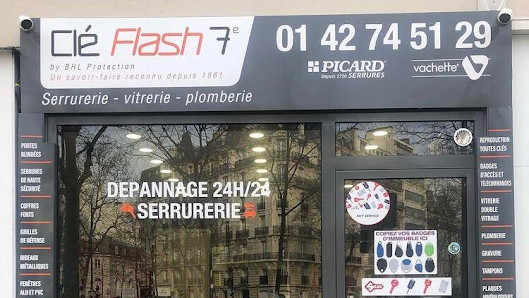 Clé Flash 7e
by BHL Protection
Un savoir-faire reconnu depuis 1961
Serrurerie - vitrerie - plomberie
01 42 74 51 29
PICARD
Depuis 1720 SERRURES
vachette
PORTES
BLINDÉES
SERRURES
DE HAUTE
SÉCURITÉ
COFFRES
FORTS
GRILLES
DE DÉFENSE
RIDEAUX
MÉTALLIQUES
FENÊTRES
ALU ET PVC
DEPANNAGE 24H/24
SERRURERIE
KEY SERVICE
COPIEZ VOS BADGES
D'IMMEUBLE ICI
REPRODUCTION
TOUTES CLÉS
BADGES
D'ACCÈS ET
TÉLÉCOMMANDES
VITRERIE
DOUBLE
VITRAGE
PLOMBERIE
GRAVURE
TAMPONS
PLAQUES